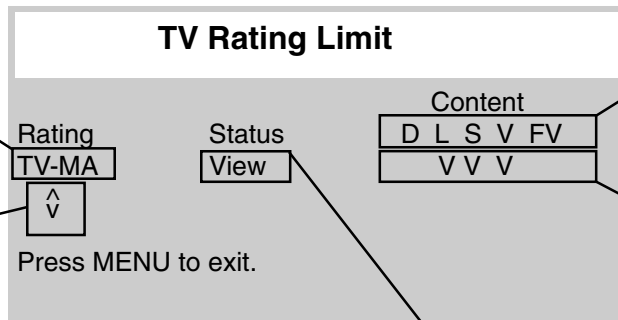 TV Rating Limit
Content
Rating Status D L S V FV
TV-MA View V V V
^
v
Press MENU to exit.